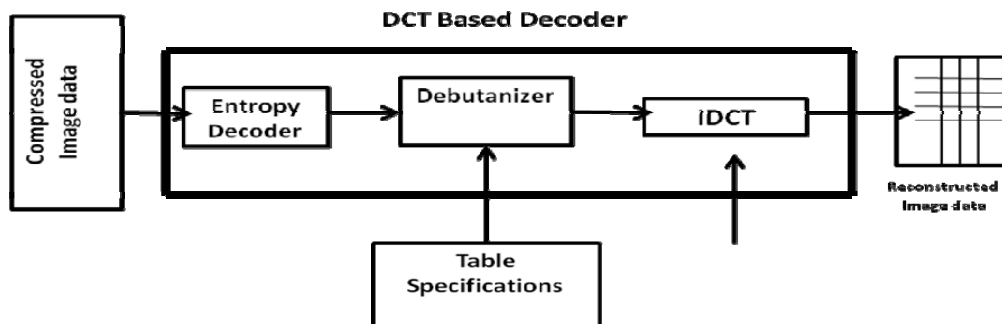 DCT Based Decoder
Compressed
Image data
Entropy
Decoder
Debutanizer
IDCT
Reconstructed
Image data
Table
Specifications